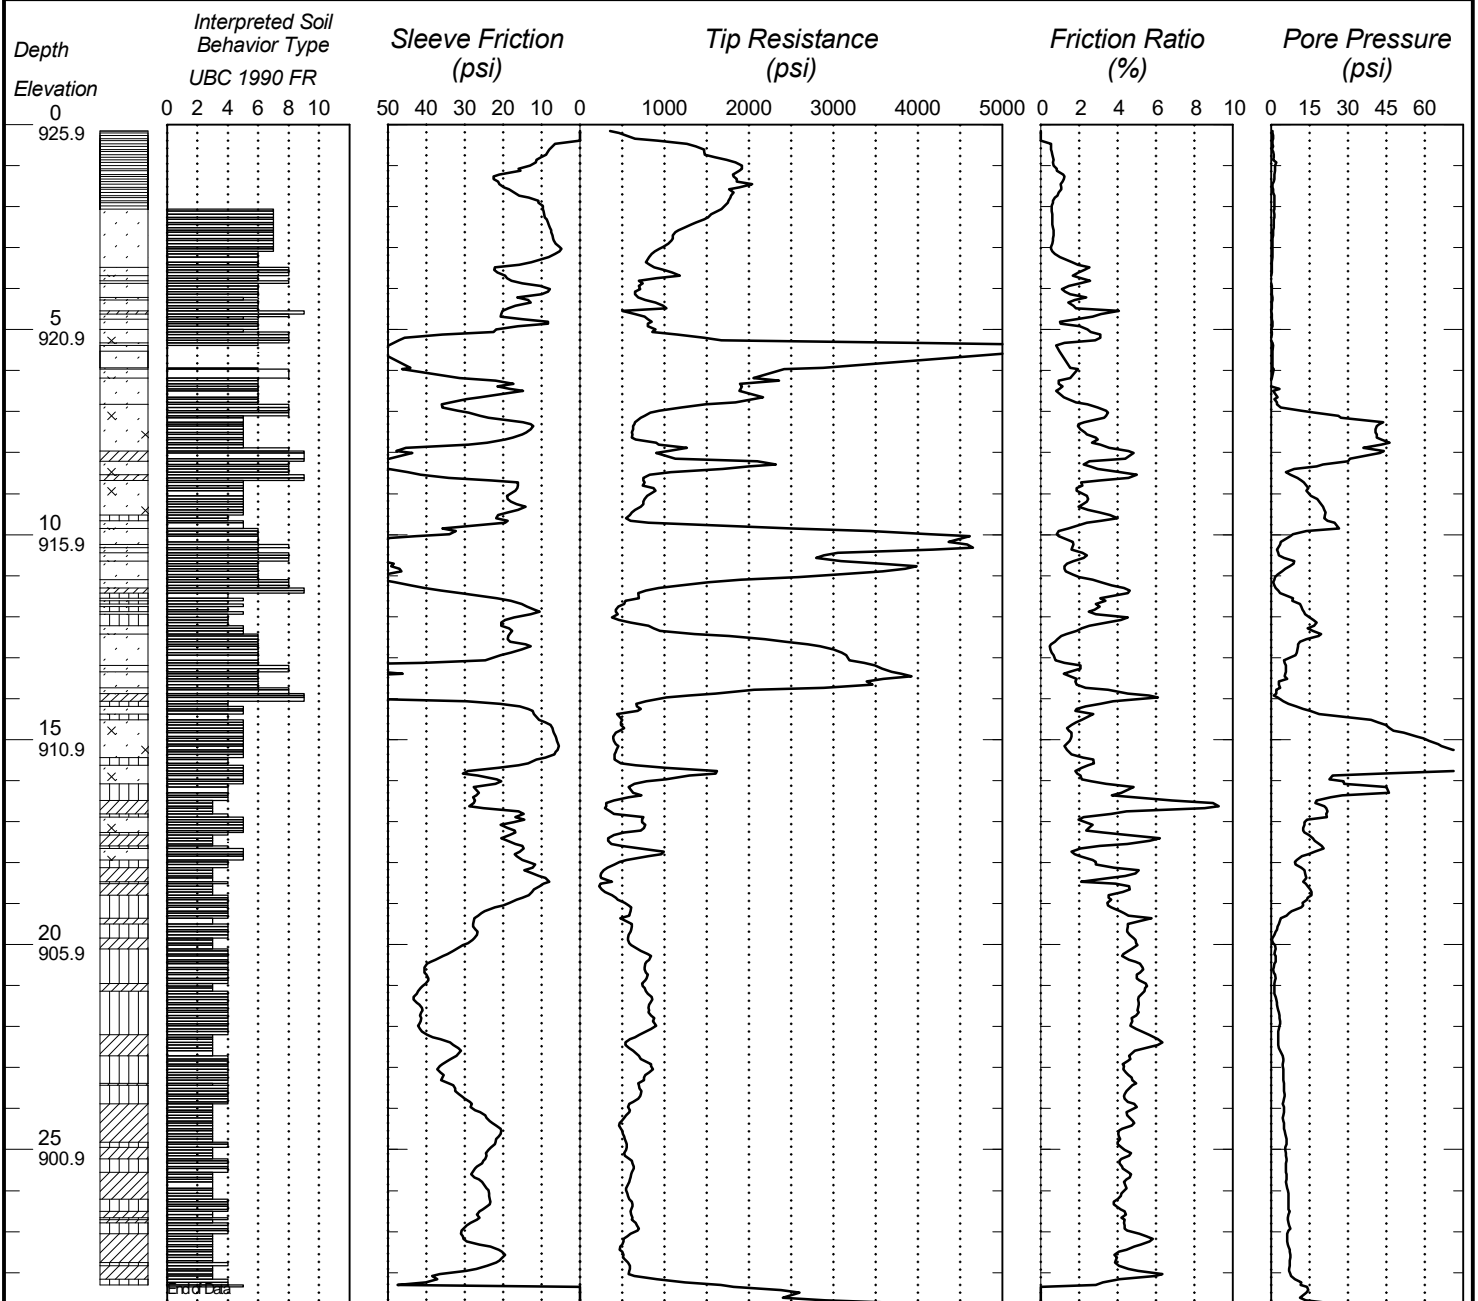 Depth
Elevation
Interpreted Soil
Behavior Type
UBC 1990 FR
Sleeve Friction
(psi)
Tip Resistance
(psi)
Friction Ratio
(%)
Pore Pressure
(psi)
0 2 4 6 8 10
50 40 30 20 10 0
1000 2000 3000 4000 5000
0 2 4 6 8 10
0 15 30 45 60
0
925.9
5
920.9
10
915.9
15
910.9
20
905.9
25
900.9
End of Data